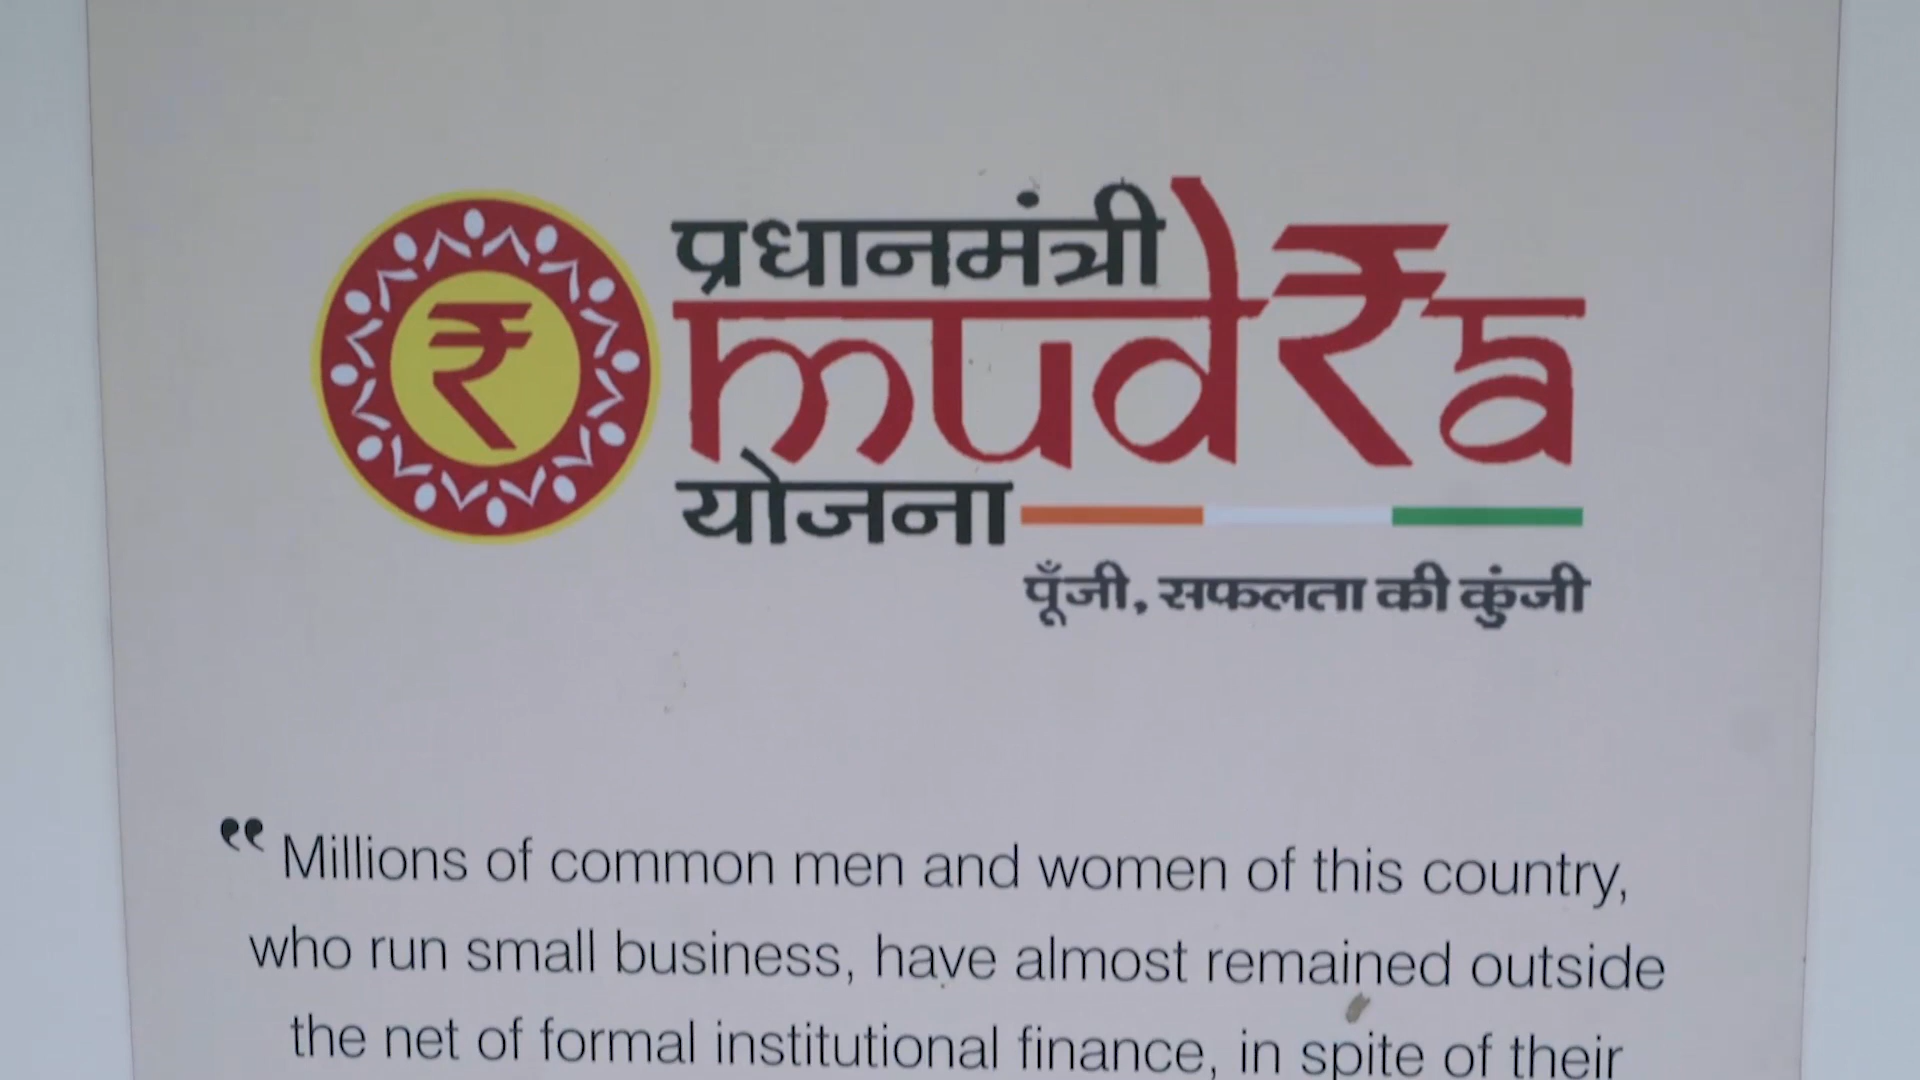 प्रधानमंत्री
mudra
योजना
पूँजी, सफलता की कुंजी
“ Millions of common men and women of this country,
who run small business, have almost remained outside
the net of formal institutional finance, in spite of their